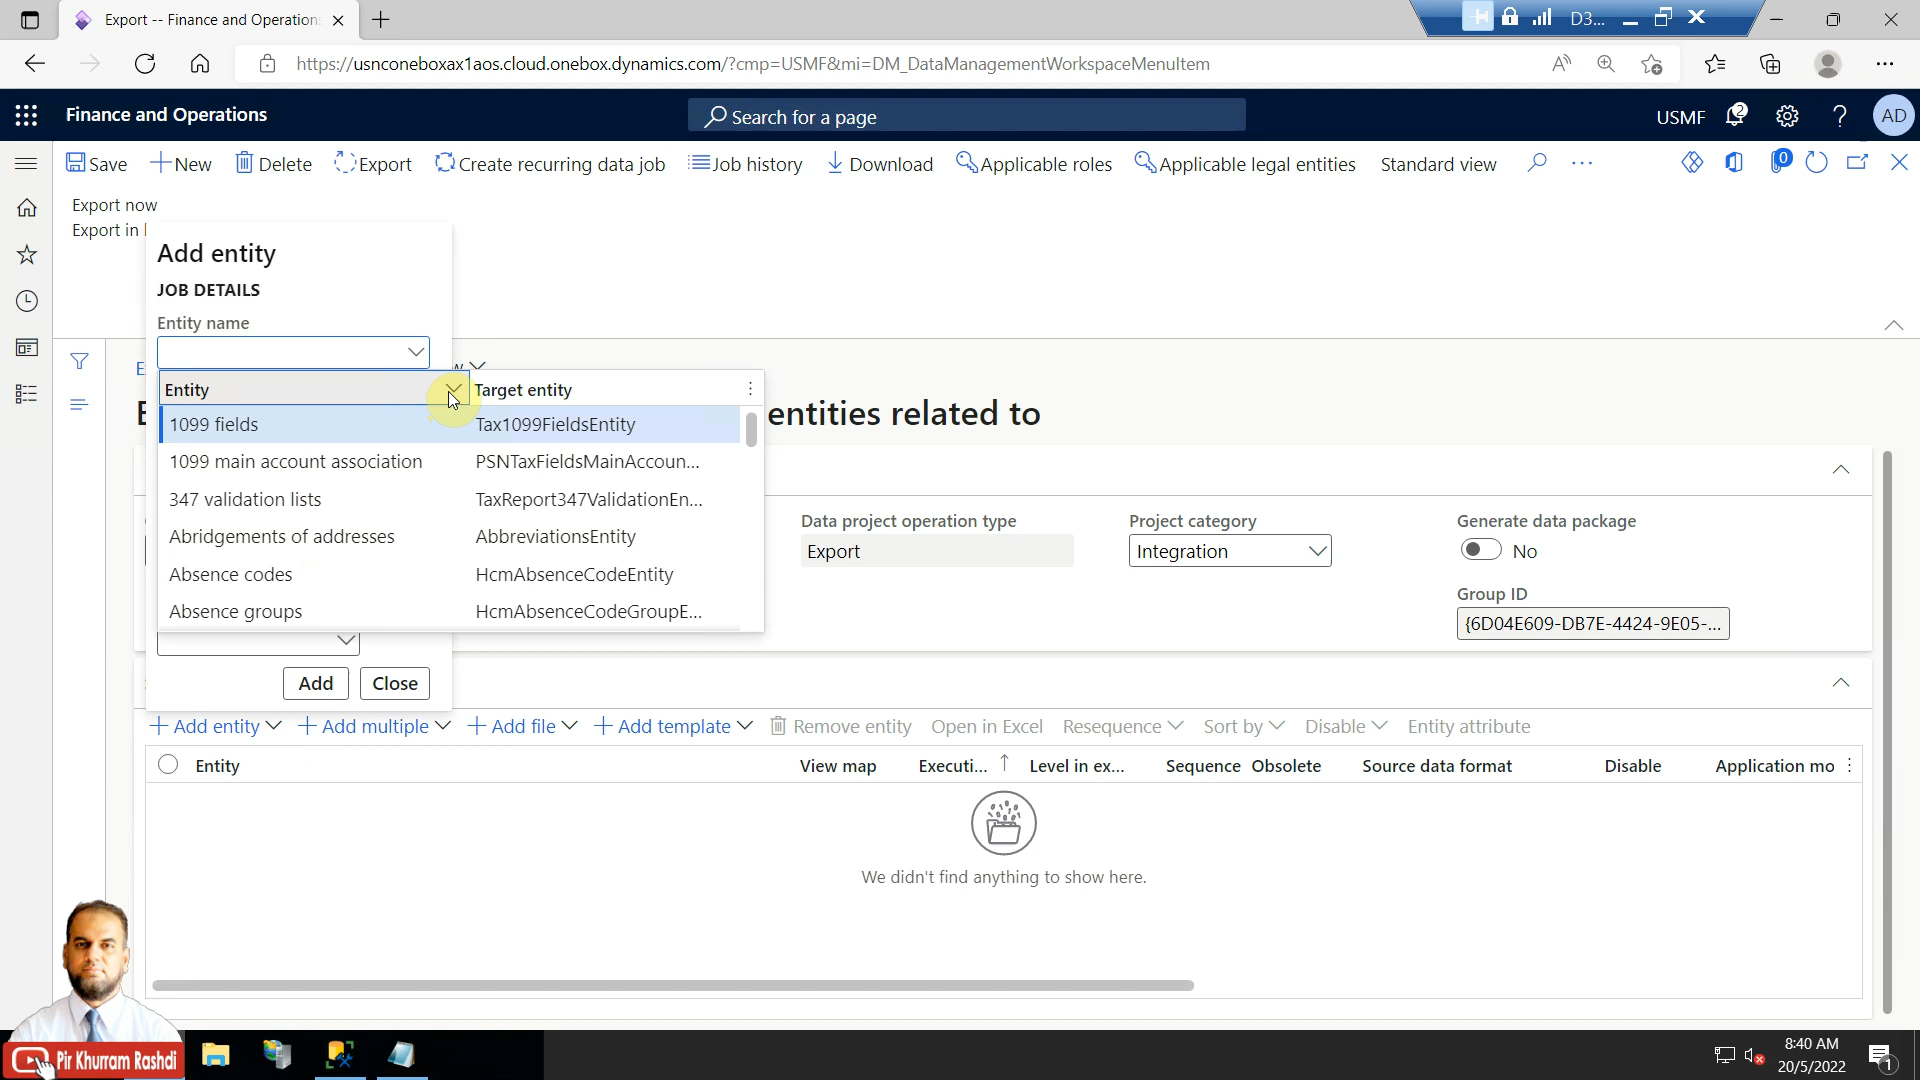 Export -- Finance and Operation
D3...
https://usnconeboxax1aos.cloud.onebox.dynamics.com/?cmp=USMF&mi=DM_DataManagementWorkspaceMenuItem
Finance and Operations
Search for a page
USMF
2
AD
Save
New
Delete
Export
Create recurring data job
Job history
Download
Applicable roles
Applicable legal entities
Standard view
0
Export now
Export in
Add entity
JOB DETAILS
Entity name
Entity
Target entity
entities related to
1099 fields
Tax1099FieldsEntity
1099 main account association
PSNTaxFieldsMainAccoun...
347 validation lists
TaxReport347ValidationEn...
Abridgements of addresses
AbbreviationsEntity
Absence codes
HcmAbsenceCodeEntity
Absence groups
HcmAbsenceCodeGroupE...
Data project operation type
Project category
Generate data package
Export
Integration
No
Group ID
{6D04E609-DB7E-4424-9E05-...
Add
Close
Add entity
Add multiple
Add file
Add template
Remove entity
Open in Excel
Resequence
Sort by
Disable
Entity attribute
Entity
View map
Executi...
Level in ex...
Sequence
Obsolete
Source data format
Disable
Application mo
We didn't find anything to show here.
Pir Khurram Rashdi
8:40 AM
20/5/2022
1